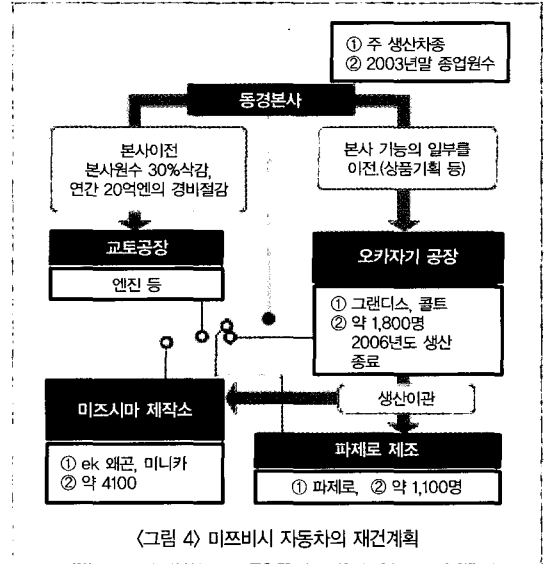 ① 주 생산차종
② 2003년말 종업원수
동경본사
본사이전
본사원수 30%삭감,
연간 20억엔의 경비절감
본사 기능의 일부를
이전.(상품기획 등)
교토공장
엔진 등
오카자기 공장
① 그랜디스, 콜트
② 약 1,800명
2006년도 생산
종료
생산이관
미즈시마 제작소
① ek 왜곤, 미니카
② 약 4100
파제로 제조
① 파제로, ② 약 1,100명
〈그림 4〉 미쯔비시 자동차의 재건계획